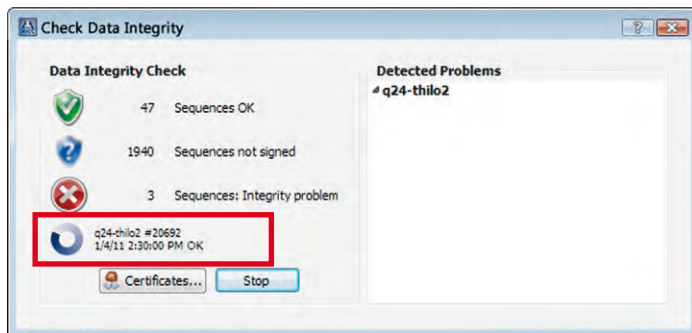 Check Data Integrity
Data Integrity Check
47 Sequences OK
1940 Sequences not signed
3 Sequences: Integrity problem
q24-thilo2 #20692
1/4/11 2:30:00 PM OK
Certificates... Stop
Detected Problems
q24-thilo2